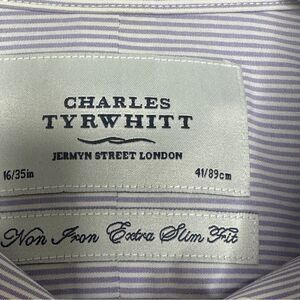 CHARLES
TYRWHITT
JERMYN STREET LONDON
16/35in 41/89cm
Non Iron Extra Slim Fit